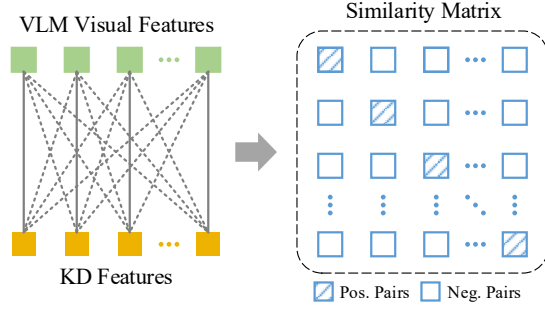 VLM Visual Features
KD Features
Similarity Matrix
Pos. Pairs
Neg. Pairs